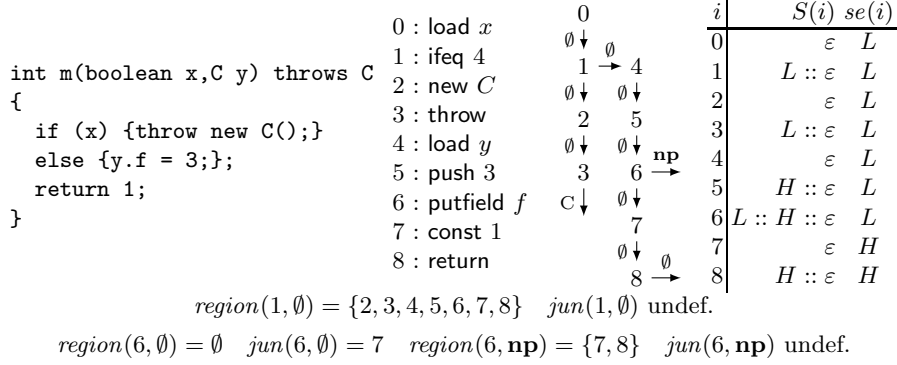 int m(boolean x,C y) throws C
{
if (x) {throw new C();}
else {y.f = 3;};
return 1;
}
0 : load x
1 : ifeq 4
2 : new C
3 : throw
4 : load y
5 : push 3
6 : putfield f
7 : const 1
8 : return
0
∅
1 ∅ 4
∅ ∅
2 5
∅ ∅
3 6 np
C ∅
7
∅
8 ∅
i S(i) se(i)
0 ε L
1 L :: ε L
2 ε L
3 L :: ε L
4 ε L
5 H :: ε L
6 L :: H :: ε L
7 ε H
8 H :: ε H
region(1, ∅) = {2, 3, 4, 5, 6, 7, 8} jun(1, ∅) undef.
region(6, ∅) = ∅ jun(6, ∅) = 7 region(6, np) = {7, 8} jun(6, np) undef.